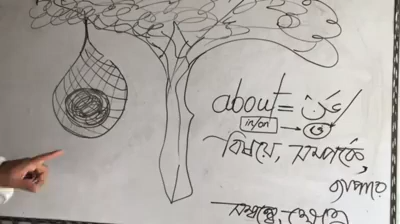 about = عَنْ
in/on → তে
বিষয়ে, সম্পর্কে,
ব্যাপারে
সম্বন্ধে,